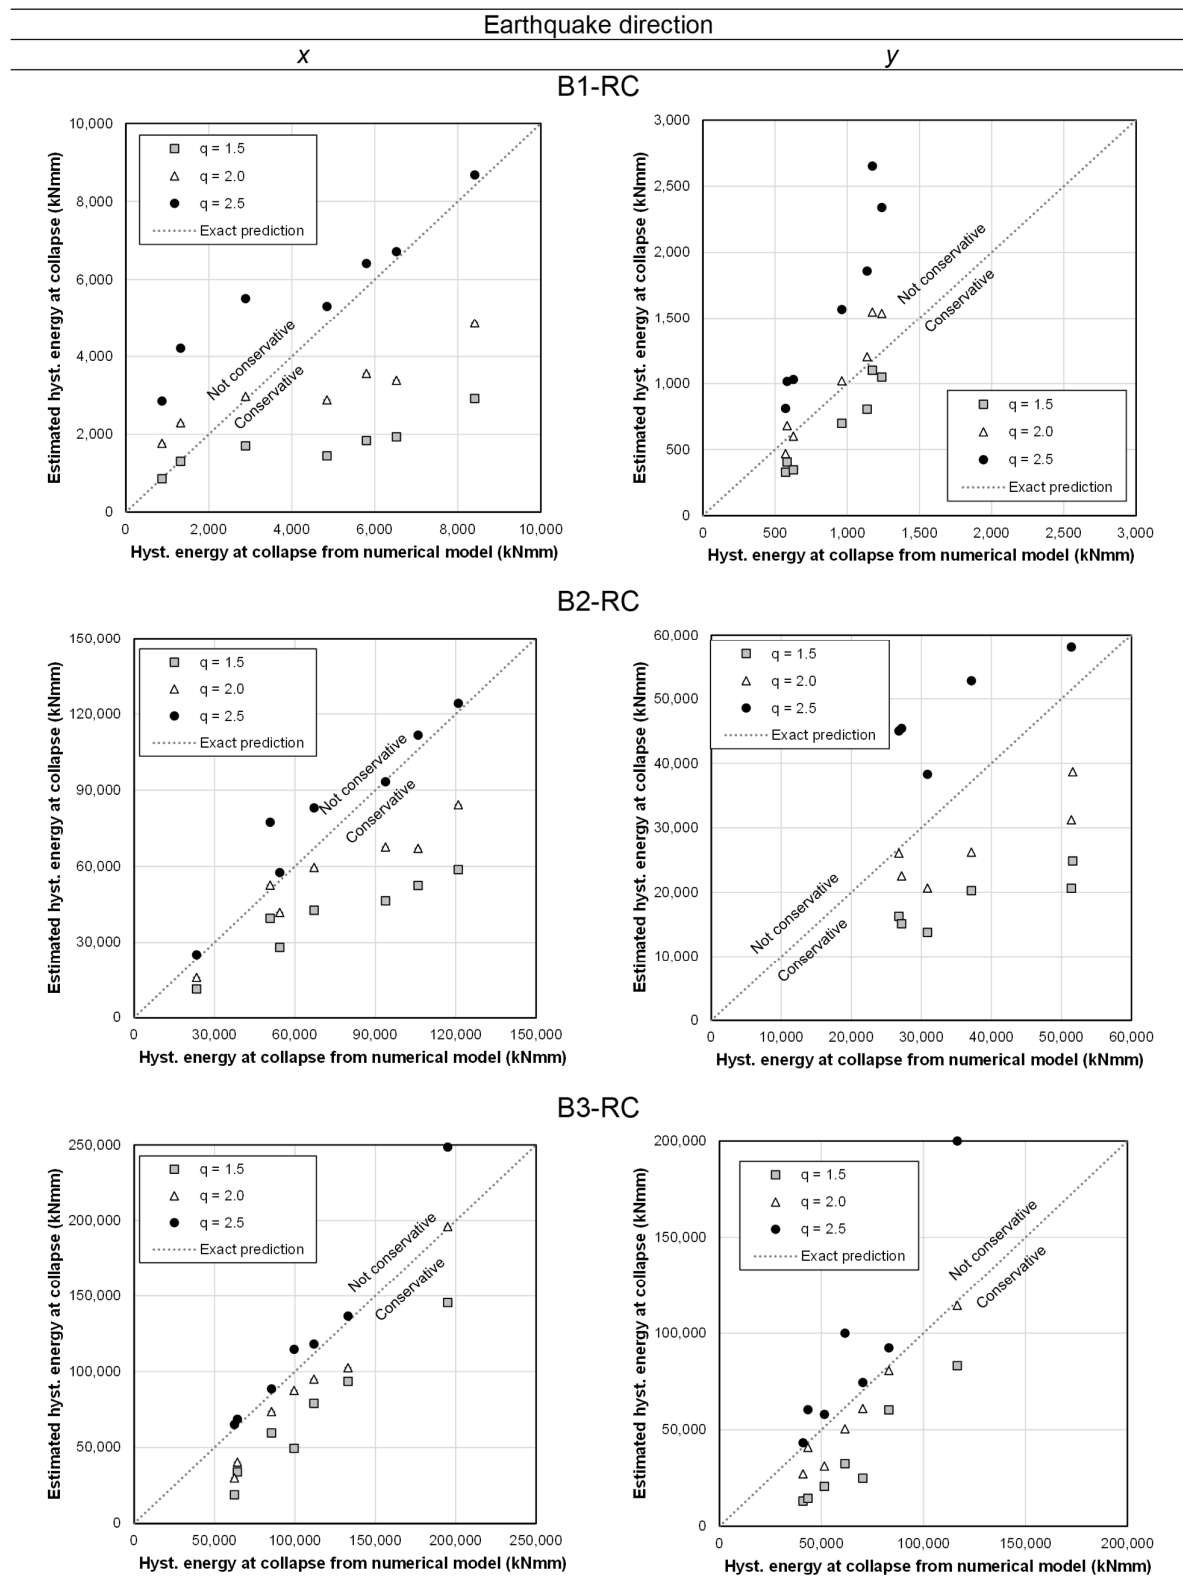 Earthquake direction
x y
B1-RC
Estimated hyst. energy at collapse (kNmm)
10,000
8,000
6,000
4,000
2,000
0
q = 1.5
q = 2.0
q = 2.5
Exact prediction
Not conservative
Conservative
0 2,000 4,000 6,000 8,000 10,000
Hyst. energy at collapse from numerical model (kNmm)
Estimated hyst. energy at collapse (kNmm)
3,000
2,500
2,000
1,500
1,000
500
0
Not conservative
Conservative
q = 1.5
q = 2.0
q = 2.5
Exact prediction
0 500 1,000 1,500 2,000 2,500 3,000
Hyst. energy at collapse from numerical model (kNmm)
B2-RC
Estimated hyst. energy at collapse (kNmm)
150,000
120,000
90,000
60,000
30,000
0
q = 1.5
q = 2.0
q = 2.5
Exact prediction
Not conservative
Conservative
0 30,000 60,000 90,000 120,000 150,000
Hyst. energy at collapse from numerical model (kNmm)
Estimated hyst. energy at collapse (kNmm)
60,000
50,000
40,000
30,000
20,000
10,000
0
q = 1.5
q = 2.0
q = 2.5
Exact prediction
Not conservative
Conservative
0 10,000 20,000 30,000 40,000 50,000 60,000
Hyst. energy at collapse from numerical model (kNmm)
B3-RC
Estimated hyst. energy at collapse (kNmm)
250,000
200,000
150,000
100,000
50,000
0
q = 1.5
q = 2.0
q = 2.5
Exact prediction
Not conservative
Conservative
0 50,000 100,000 150,000 200,000 250,000
Hyst. energy at collapse from numerical model (kNmm)
Estimated hyst. energy at collapse (kNmm)
200,000
150,000
100,000
50,000
0
q = 1.5
q = 2.0
q = 2.5
Exact prediction
Not conservative
Conservative
0 50,000 100,000 150,000 200,000
Hyst. energy at collapse from numerical model (kNmm)